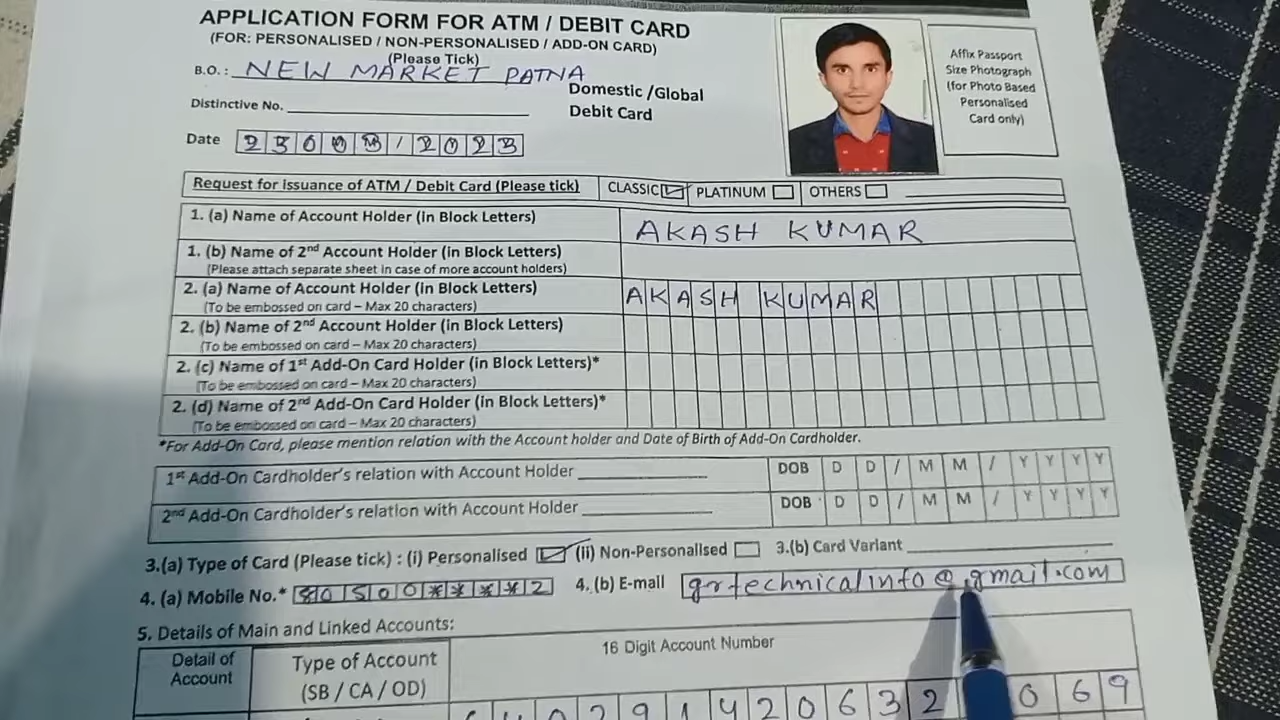 APPLICATION FORM FOR ATM / DEBIT CARD
(FOR: PERSONALISED / NON-PERSONALISED / ADD-ON CARD)
(Please Tick)
B.O.: NEW MARKET PATNA
Domestic /Global
Debit Card
Distinctive No.
Date
/ 2023
Affix Passport
Size Photograph
(for Photo Based
Personalised
Card only)
Request for Issuance of ATM / Debit Card (Please tick) CLASSIC PLATINUM OTHERS
1. (a) Name of Account Holder (In Block Letters) AKASH KUMAR
1. (b) Name of 2nd Account Holder (in Block Letters)
(Please attach separate sheet in case of more account holders)
2. (a) Name of Account Holder (in Block Letters) AKASH KUMAR
(To be embossed on card – Max 20 characters)
2. (b) Name of 2nd Account Holder (in Block Letters)
(To be embossed on card – Max 20 characters)
2. (c) Name of 1st Add-On Card Holder (in Block Letters)*
(To be embossed on card – Max 20 characters)
2. (d) Name of 2nd Add-On Card Holder (in Block Letters)*
(To be embossed on card – Max 20 characters)
*For Add-On Card, please mention relation with the Account holder and Date of Birth of Add-On Cardholder.
1st Add-On Cardholder's relation with Account Holder DOB D D / M M / Y Y Y Y
2nd Add-On Cardholder's relation with Account Holder DOB D D / M M / Y Y Y Y
3.(a) Type of Card (Please tick) : (i) Personalised (ii) Non-Personalised 3.(b) Card Variant
4. (a) Mobile No.* 80500****2 4. (b) E-mail grtechnicalinfo@gmail.com
5. Details of Main and Linked Accounts:
Detail of
Account
Type of Account
(SB / CA / OD)
16 Digit Account Number
0291420632 069